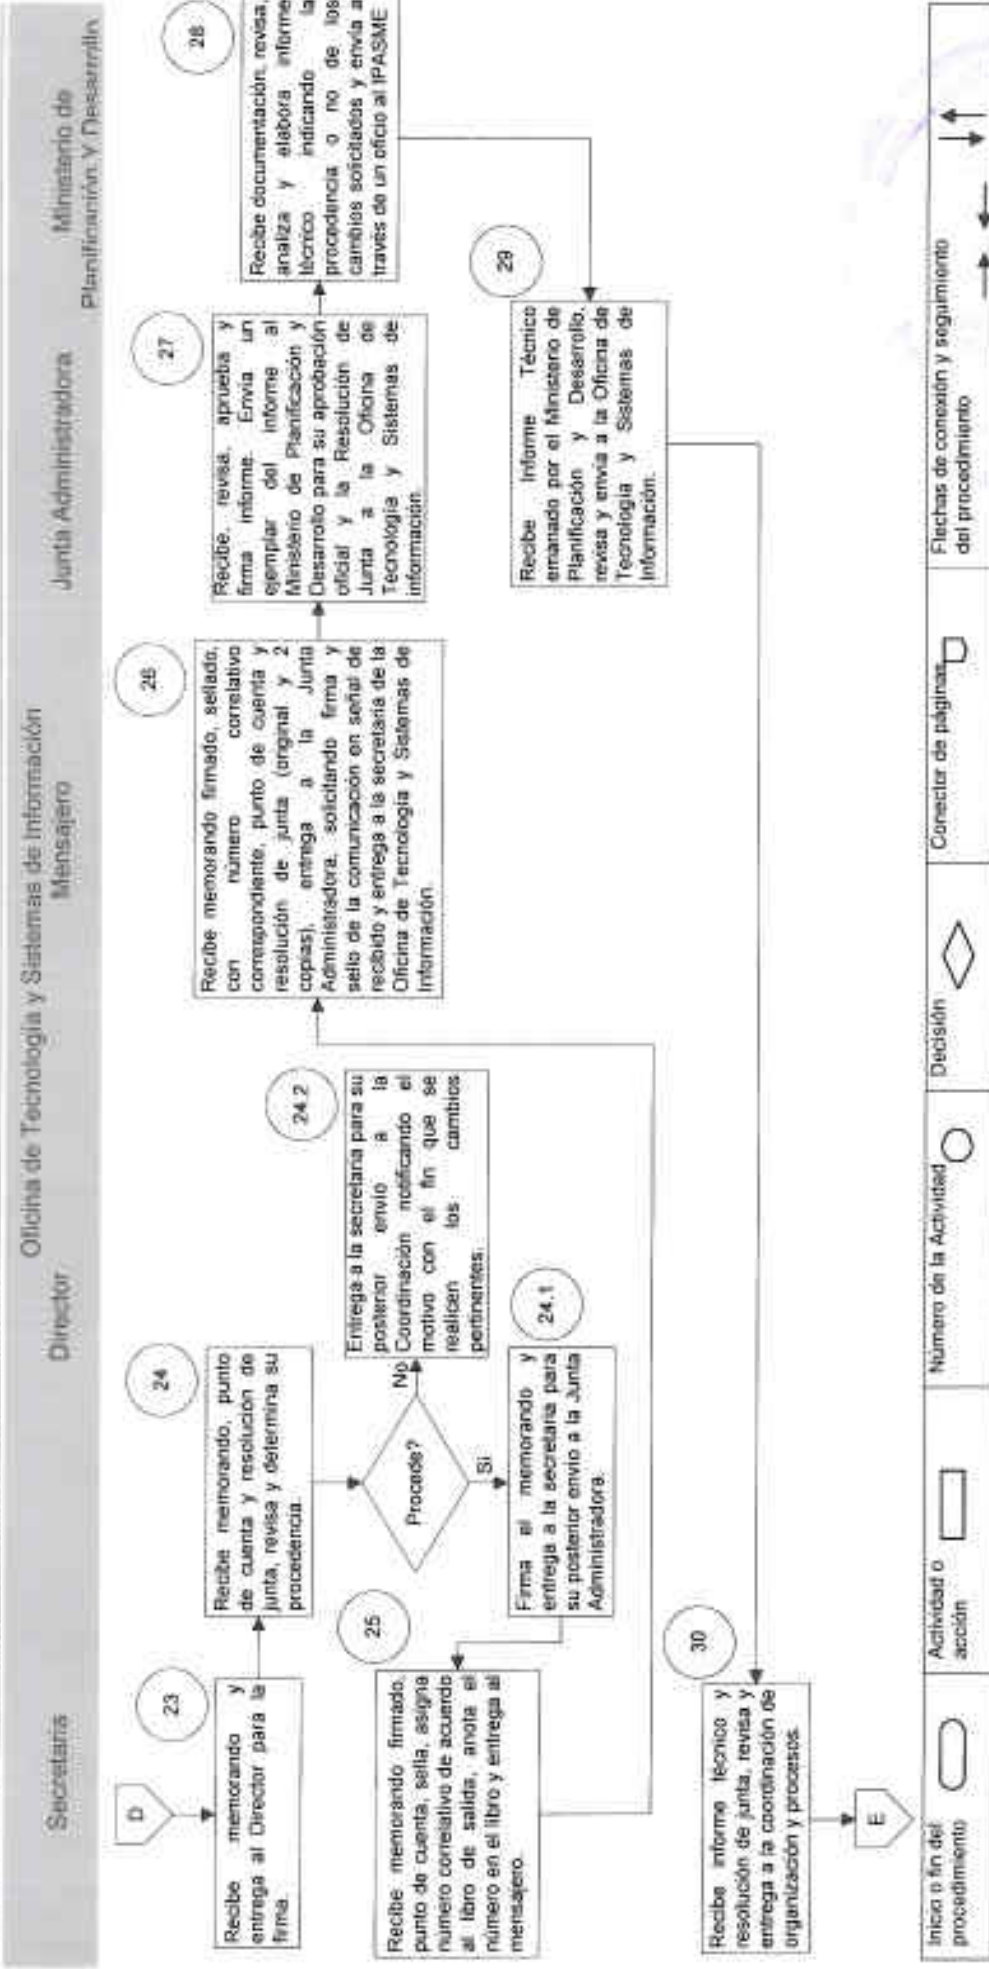 Oficina de Tecnología y Sistemas de Información
Secretaria
Director
Mensajero
Junta Administradora
Ministerio de
Planificación Y Desarrollo
D
23
Recibe memorando y
entrega al Director para la
firma.
24
Recibe memorando, punto
de cuenta y resolución de
junta, revisa y determina su
procedencia.
Procede?
No
Si
24.2
Entrega a la secretaria para su
posterior envío a la
Coordinación notificando el
motivo con el fin que se
realicen los cambios
pertinentes.
24.1
Firma el memorando y
entrega a la secretaria para
su posterior envío a la Junta
Administradora.
25
Recibe memorando firmado,
punto de cuenta, sella, asigna
número correlativo de acuerdo
al libro de salida, anota el
número en el libro y entrega al
mensajero.
26
Recibe memorando firmado, sellado,
con número correlativo
correspondiente, punto de cuenta y
resolución de junta (original y 2
copias), entrega a la Junta
Administradora, solicitando firma y
sello de la comunicación en señal de
recibido y entrega a la secretaria de la
Oficina de Tecnología y Sistemas de
Información.
27
Recibe, revisa, aprueba y
firma informe. Envía un
ejemplar del informe al
Ministerio de Planificación y
Desarrollo para su aprobación
oficial y la Resolución de
Junta a la Oficina de
Tecnología y Sistemas de
información.
28
Recibe documentación, revisa,
analiza y elabora informe
técnico indicando la
procedencia o no de los
cambios solicitados y envía a
través de un oficio al IPASME
29
Recibe Informe Técnico
emanado por el Ministerio de
Planificación y Desarrollo,
revisa y envía a la Oficina de
Tecnología y Sistemas de
Información.
30
Recibe informe técnico y
resolución de junta, revisa y
entrega a la coordinación de
organización y procesos.
E
Inicio o fin del
procedimiento
Actividad o
acción
Numero de la Actividad
Decisión
Conector de páginas
Flechas de conexión y seguimiento
del procedimiento